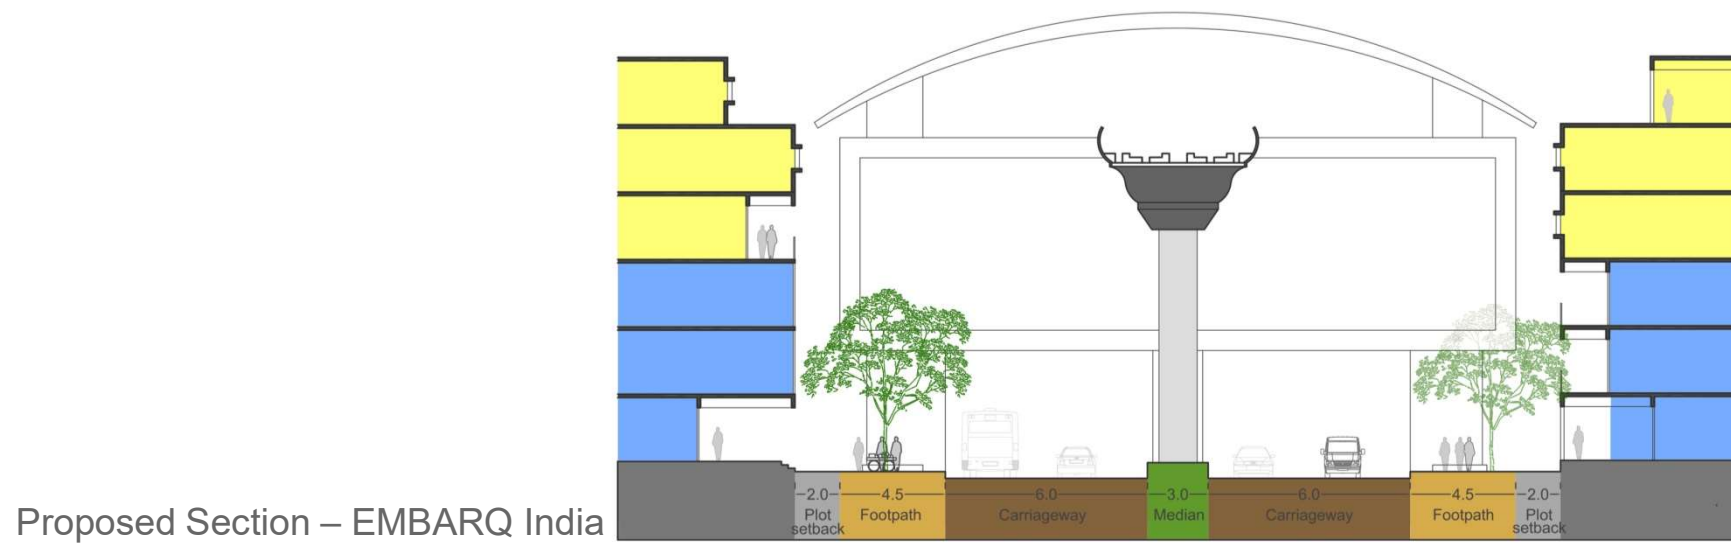 2.0 4.5 6.0 3.0 6.0 4.5 2.0
Plot Footpath Carriageway Median Carriageway Footpath Plot
setback setback
Proposed Section – EMBARQ India